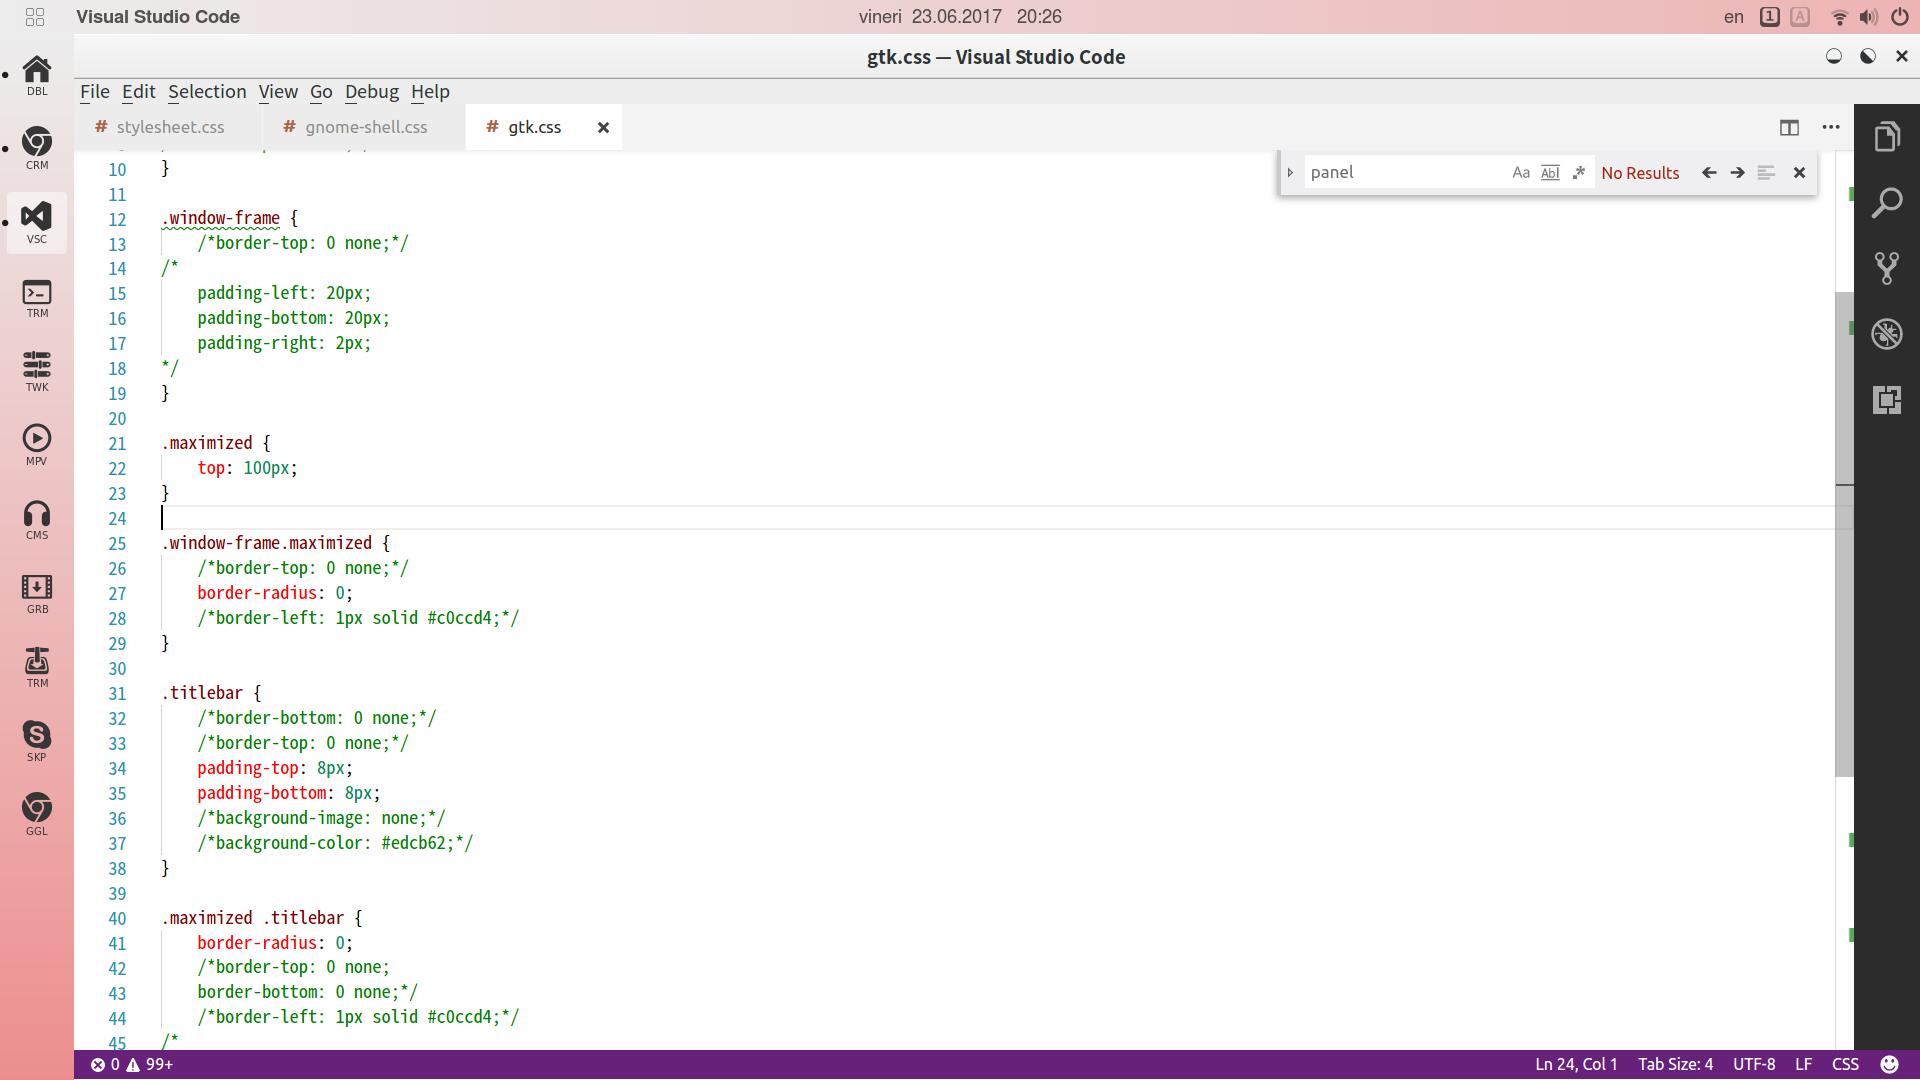 Visual Studio Code
vineri 23.06.2017 20:26
en 1 A
gtk.css — Visual Studio Code
File Edit Selection View Go Debug Help
# stylesheet.css
# gnome-shell.css
# gtk.css
panel
Aa Abl .* No Results
DBL
CRM
VSC
TRM
TWK
MPV
CMS
GRB
TRM
SKP
GGL
10 }
11
12 .window-frame {
13 /*border-top: 0 none;*/
14 /*
15 padding-left: 20px;
16 padding-bottom: 20px;
17 padding-right: 2px;
18 */
19 }
20
21 .maximized {
22 top: 100px;
23 }
24
25 .window-frame.maximized {
26 /*border-top: 0 none;*/
27 border-radius: 0;
28 /*border-left: 1px solid #c0ccd4;*/
29 }
30
31 .titlebar {
32 /*border-bottom: 0 none;*/
33 /*border-top: 0 none;*/
34 padding-top: 8px;
35 padding-bottom: 8px;
36 /*background-image: none;*/
37 /*background-color: #edcb62;*/
38 }
39
40 .maximized .titlebar {
41 border-radius: 0;
42 /*border-top: 0 none;
43 border-bottom: 0 none;*/
44 /*border-left: 1px solid #c0ccd4;*/
45 /*
0 99+
Ln 24, Col 1 Tab Size: 4 UTF-8 LF CSS